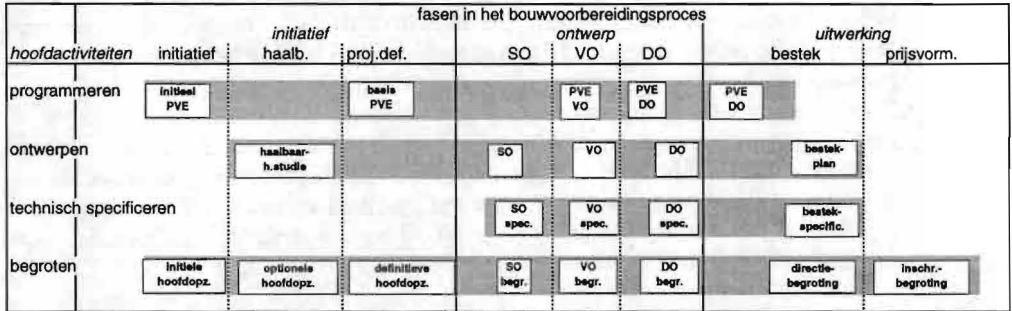 fasen in het bouwvoorbereidingsproces
initiatief ontwerp uitwerking
hoofdactiviteiten initiatief haalb. proj.def. SO VO DO bestek prijsvorm.
programmeren
initieel PVE
basis PVE
PVE VO
PVE DO
PVE DO
ontwerpen
haalbaar-
h.studie
SO
VO
DO
bestek-
plan
technisch specificeren
SO spec.
VO spec.
DO spec.
bestek-
specific.
begroten
initiele
hoofdopz.
optionele
hoofdopz.
definitieve
hoofdopz.
SO begr.
VO begr.
DO begr.
directie-
begroting
inschr.-
begroting